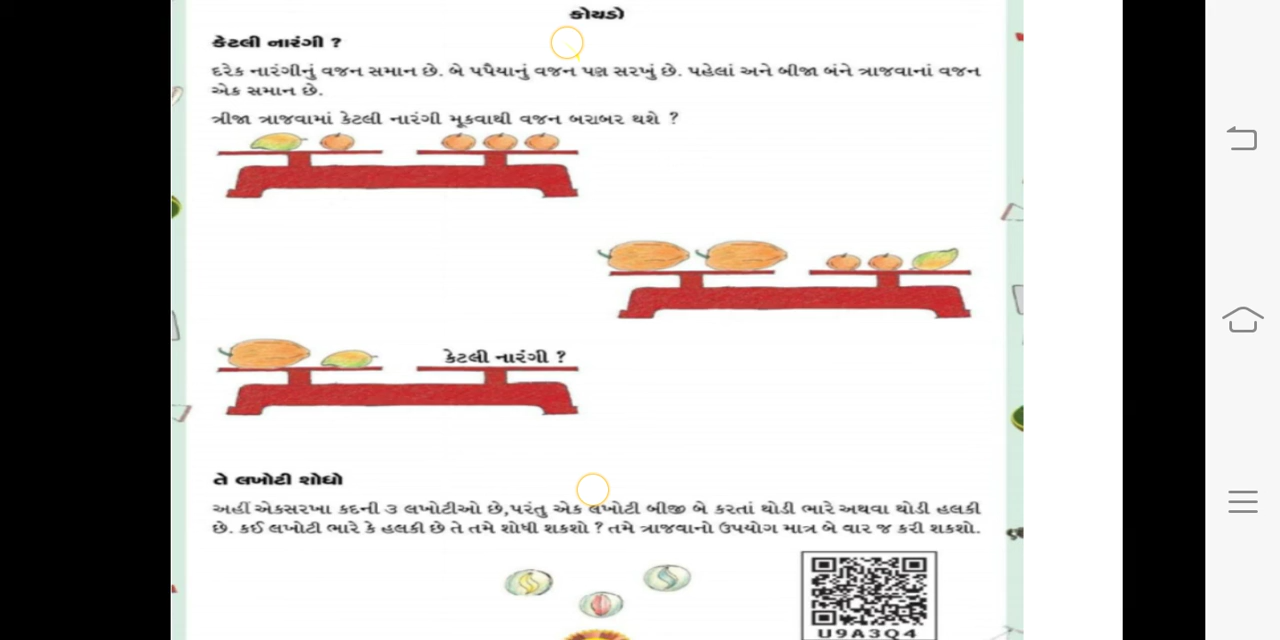 કોયડો
કેટલી નારંગી ?
દરેક નારંગીનું વજન સમાન છે. બે પપૈયાનું વજન પણ સરખું છે. પહેલાં અને બીજા બંને ત્રાજવાનાં વજન
એક સમાન છે.
ત્રીજા ત્રાજવામાં કેટલી નારંગી મૂકવાથી વજન બરાબર થશે ?
કેટલી નારંગી ?
તે લખોટી શોધો
અહીં એકસરખા કદની ૩ લખોટીઓ છે,પરંતુ એક લખોટી બીજી બે કરતાં થોડી ભારે અથવા થોડી હલકી
છે. કઈ લખોટી ભારે કે હલકી છે તે તમે શોધી શકશો ? તમે ત્રાજવાનો ઉપયોગ માત્ર બે વાર જ કરી શકશો.
U9A3Q4